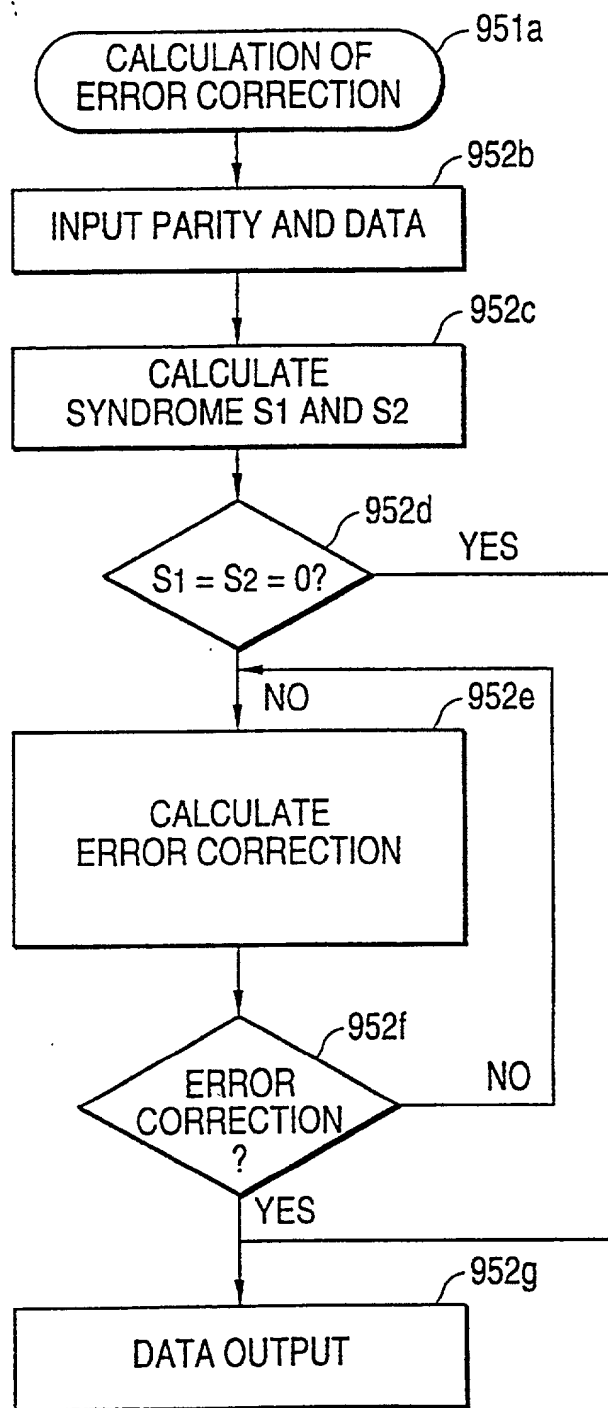 951a
CALCULATION OF
ERROR CORRECTION
952b
INPUT PARITY AND DATA
952c
CALCULATE
SYNDROME S1 AND S2
952d
S1 = S2 = 0?
YES
NO
952e
CALCULATE
ERROR CORRECTION
952f
ERROR
CORRECTION
?
NO
YES
952g
DATA OUTPUT